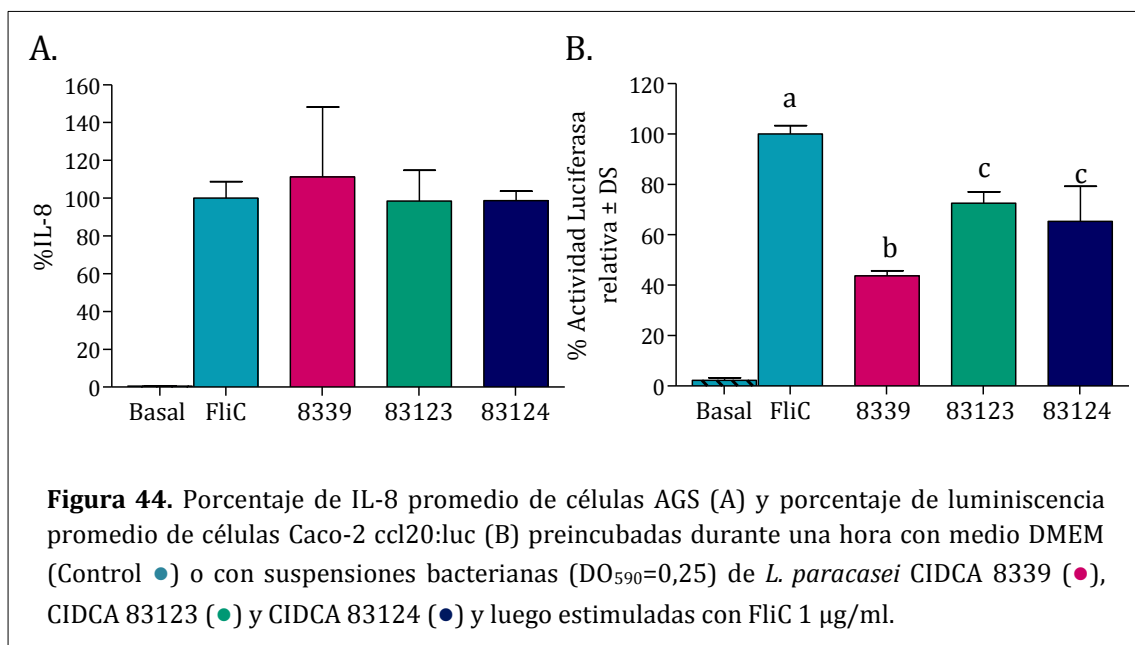 A.
160
140
120
100
80
60
40
20
0
%IL-8
Basal FliC 8339 83123 83124
B.
120
100
80
60
40
20
0
% Actividad Luciferasa
relativa ± DS
a
b
c
c
Basal FliC 8339 83123 83124
Figura 44. Porcentaje de IL-8 promedio de células AGS (A) y porcentaje de luminiscencia
promedio de células Caco-2 ccl20:luc (B) preincubadas durante una hora con medio DMEM
(Control ●) o con suspensiones bacterianas (DO590=0,25) de L. paracasei CIDCA 8339 (●),
CIDCA 83123 (●) y CIDCA 83124 (●) y luego estimuladas con FliC 1 µg/ml.